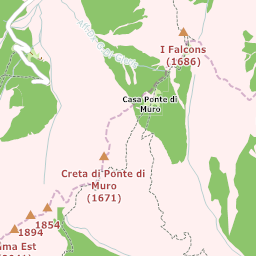 I Falcons
(1686)
Casa Ponte di
Muro
Creta di Ponte di
Muro
(1671)
1854
1894
ma Est